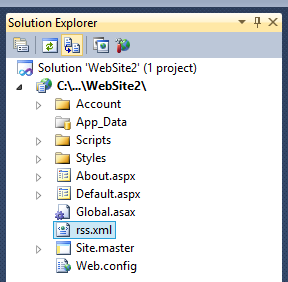 Solution Explorer
Solution 'WebSite2' (1 project)
C:\...\WebSite2\
Account
App_Data
Scripts
Styles
About.aspx
Default.aspx
Global.asax
rss.xml
Site.master
Web.config